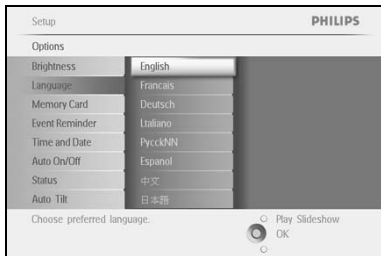 Setup PHILIPS
Options
Brightness English
Language Francais
Memory Card Deutsch
Event Reminder Ltaliano
Time and Date PycckNN
Auto On/Off Espanol
Status 中文
Auto Tilt 日本語
Choose preferred language. Play Slideshow
OK